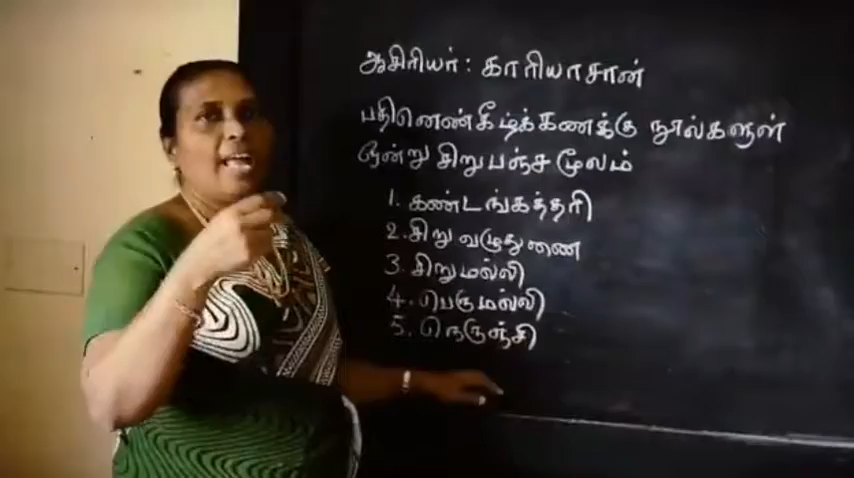 ஆசிரியர் : காரியாசான்
பதினெண்கீழ்க்கணக்கு நூல்களுள்
ஒன்று சிறுபஞ்சமூலம்
1. கண்டங்கத்தரி
2. சிறு வழுதுணை
3. சிறுமல்லி
4. பெருமல்லி
5. நெருஞ்சி